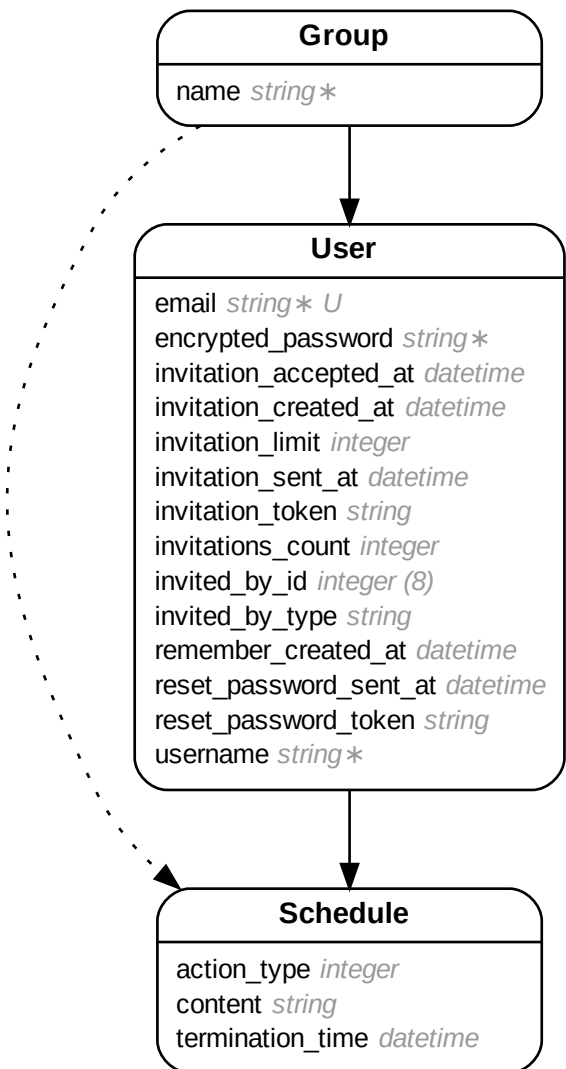 Group
name string∗
User
email string∗ U
encrypted_password string∗
invitation_accepted_at datetime
invitation_created_at datetime
invitation_limit integer
invitation_sent_at datetime
invitation_token string
invitations_count integer
invited_by_id integer (8)
invited_by_type string
remember_created_at datetime
reset_password_sent_at datetime
reset_password_token string
username string∗
Schedule
action_type integer
content string
termination_time datetime